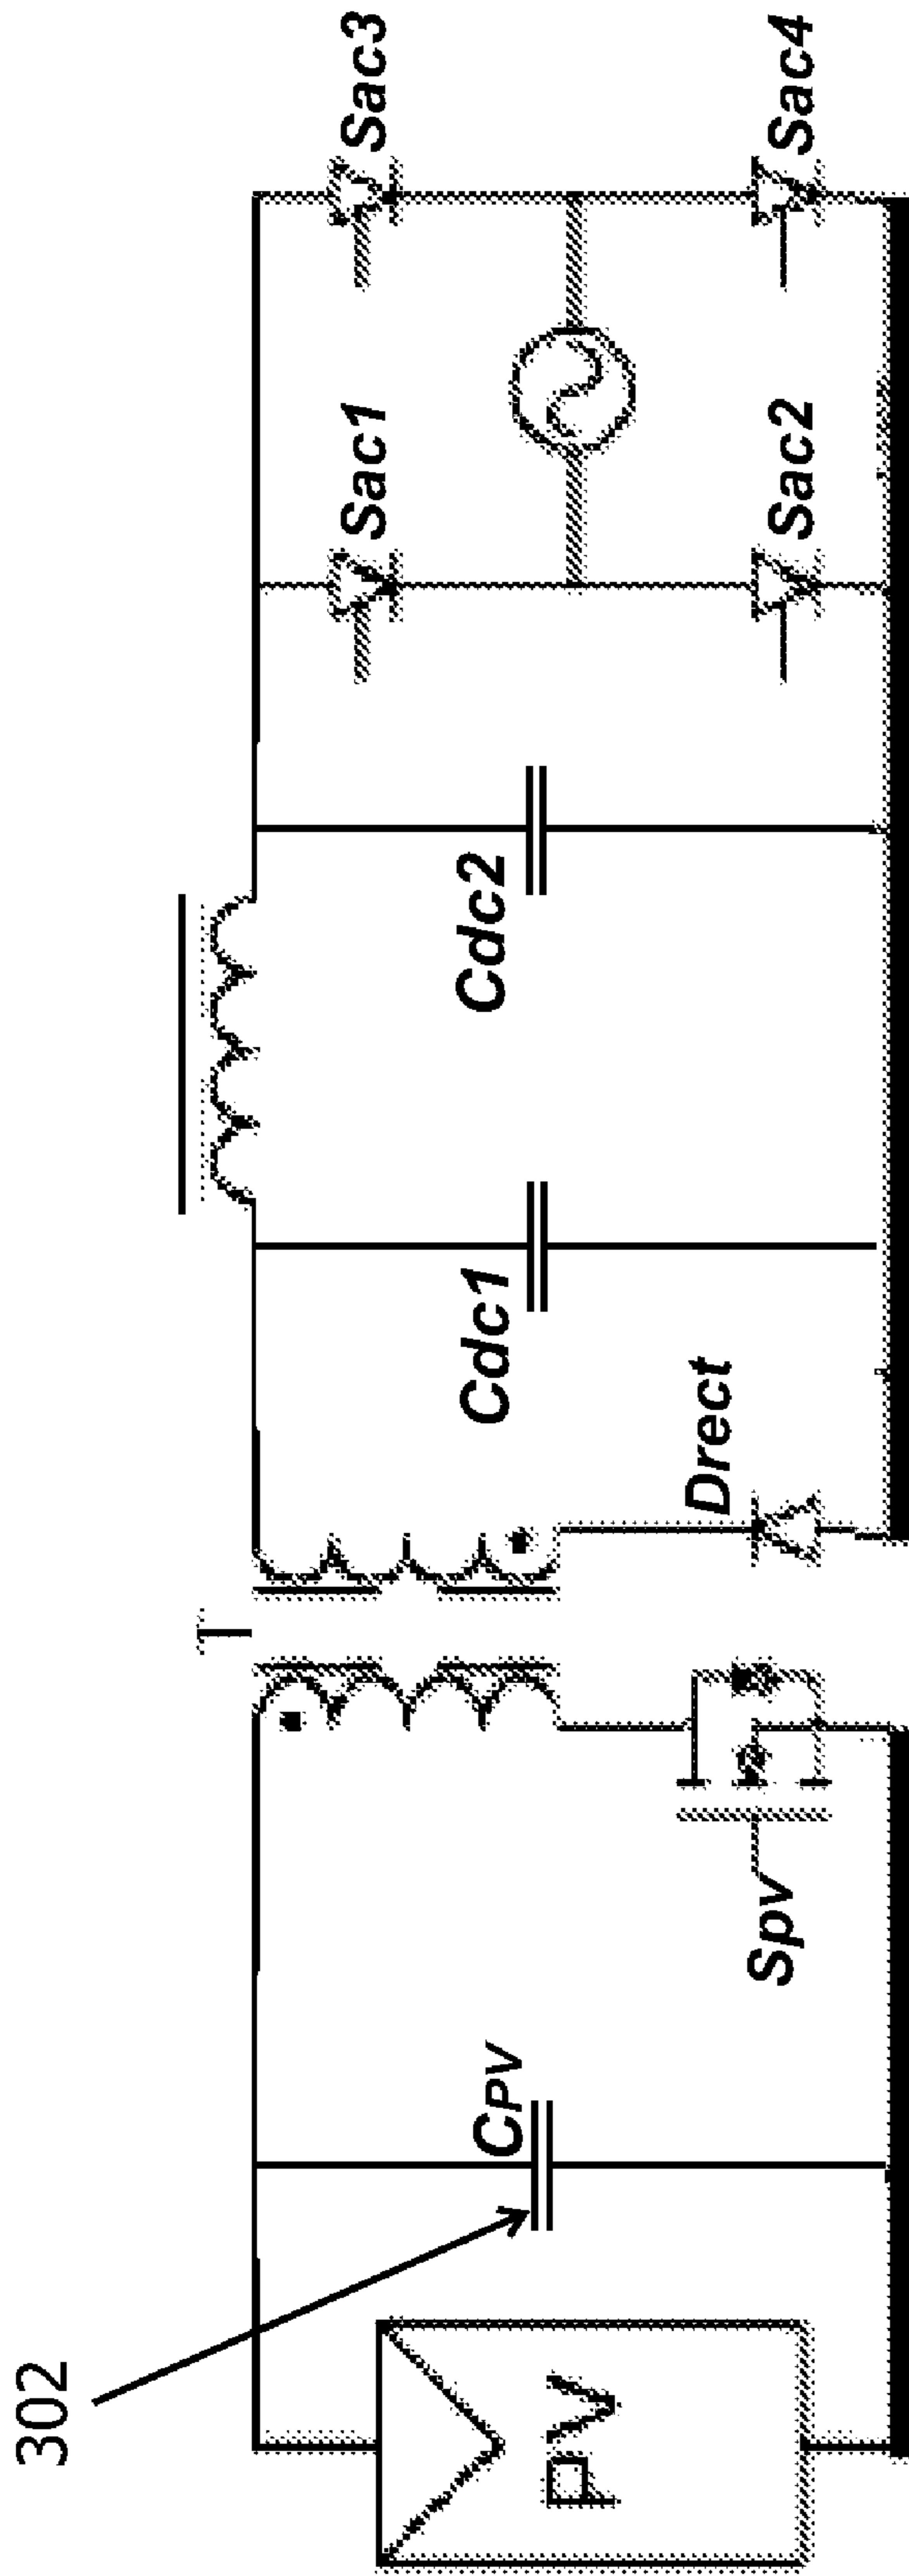 302
PV
CPV
Spv
T
Drect
Cdc1
Cdc2
Sac1
Sac2
Sac3
Sac4